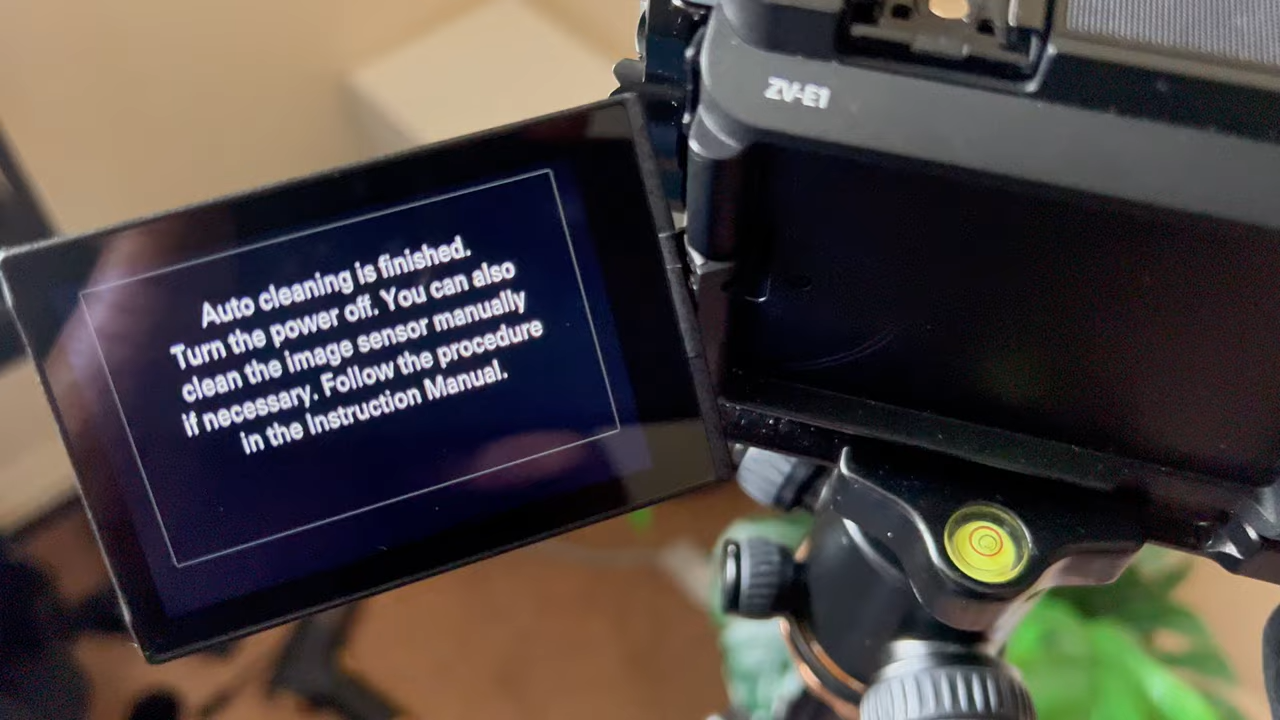 ZV-E1
Auto cleaning is finished.
Turn the power off. You can also
clean the image sensor manually
if necessary. Follow the procedure
in the Instruction Manual.